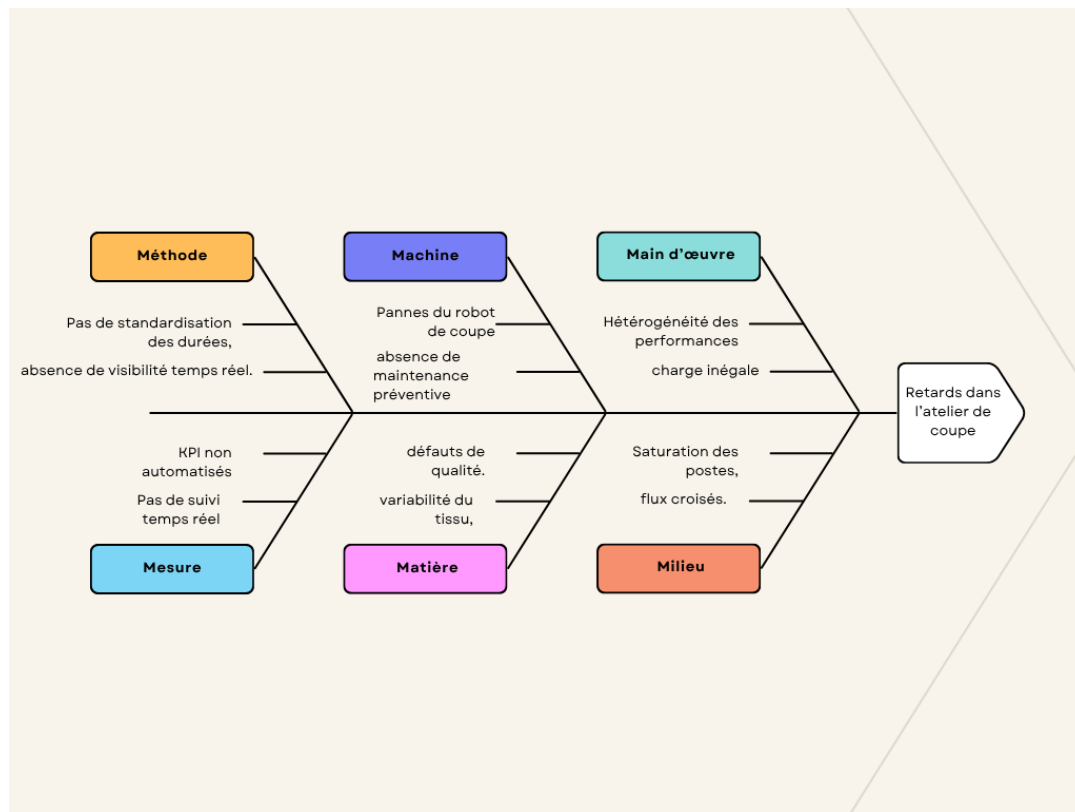 Méthode
Machine
Main d'œuvre
Pas de standardisation
des durées,
absence de visibilité temps réel.
Pannes du robot
de coupe
absence de
maintenance
préventive
Hétérogénéité des
performances
charge inégale
Retards dans
l'atelier de
coupe
KPI non
automatisés
Pas de suivi
temps réel
défauts de
qualité.
variabilité du
tissu,
Saturation des
postes,
flux croisés.
Mesure
Matière
Milieu